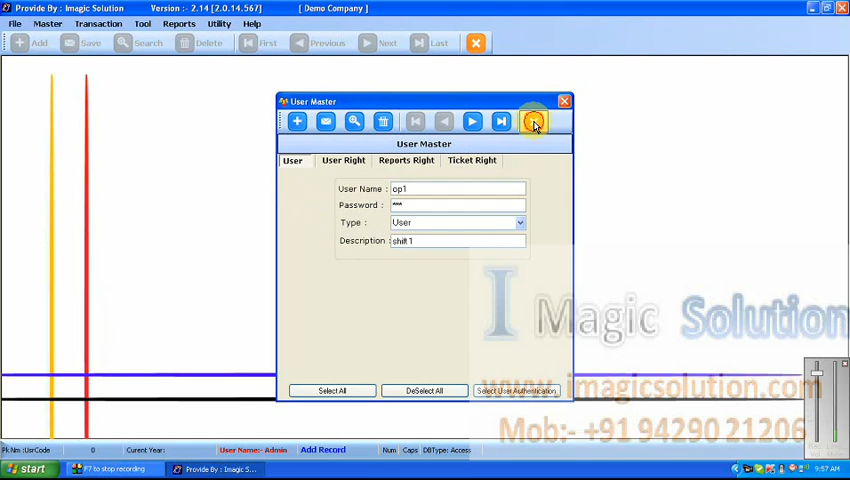 Provide By : Imagic Solution Version :- 2.14 [2.0.14.567] [ Demo Company ]
File Master Transaction Tool Reports Utility Help
Add Save Search Delete First Previous Next Last
User Master
User Master
User User Right Reports Right Ticket Right
User Name : op1
Password : ***
Type : User
Description : shift 1
I Magic Solution
Select All DeSelect All Select User Authentication
www.imagicsolution.com
Mob:- +91 94290 21206
Pk Nm :UsrCode 0 Curent Year: User Name:- Admin Add Record Num Caps DBType: Access
start F7 to stop recording Provide By : Imagic S... 9:57 AM